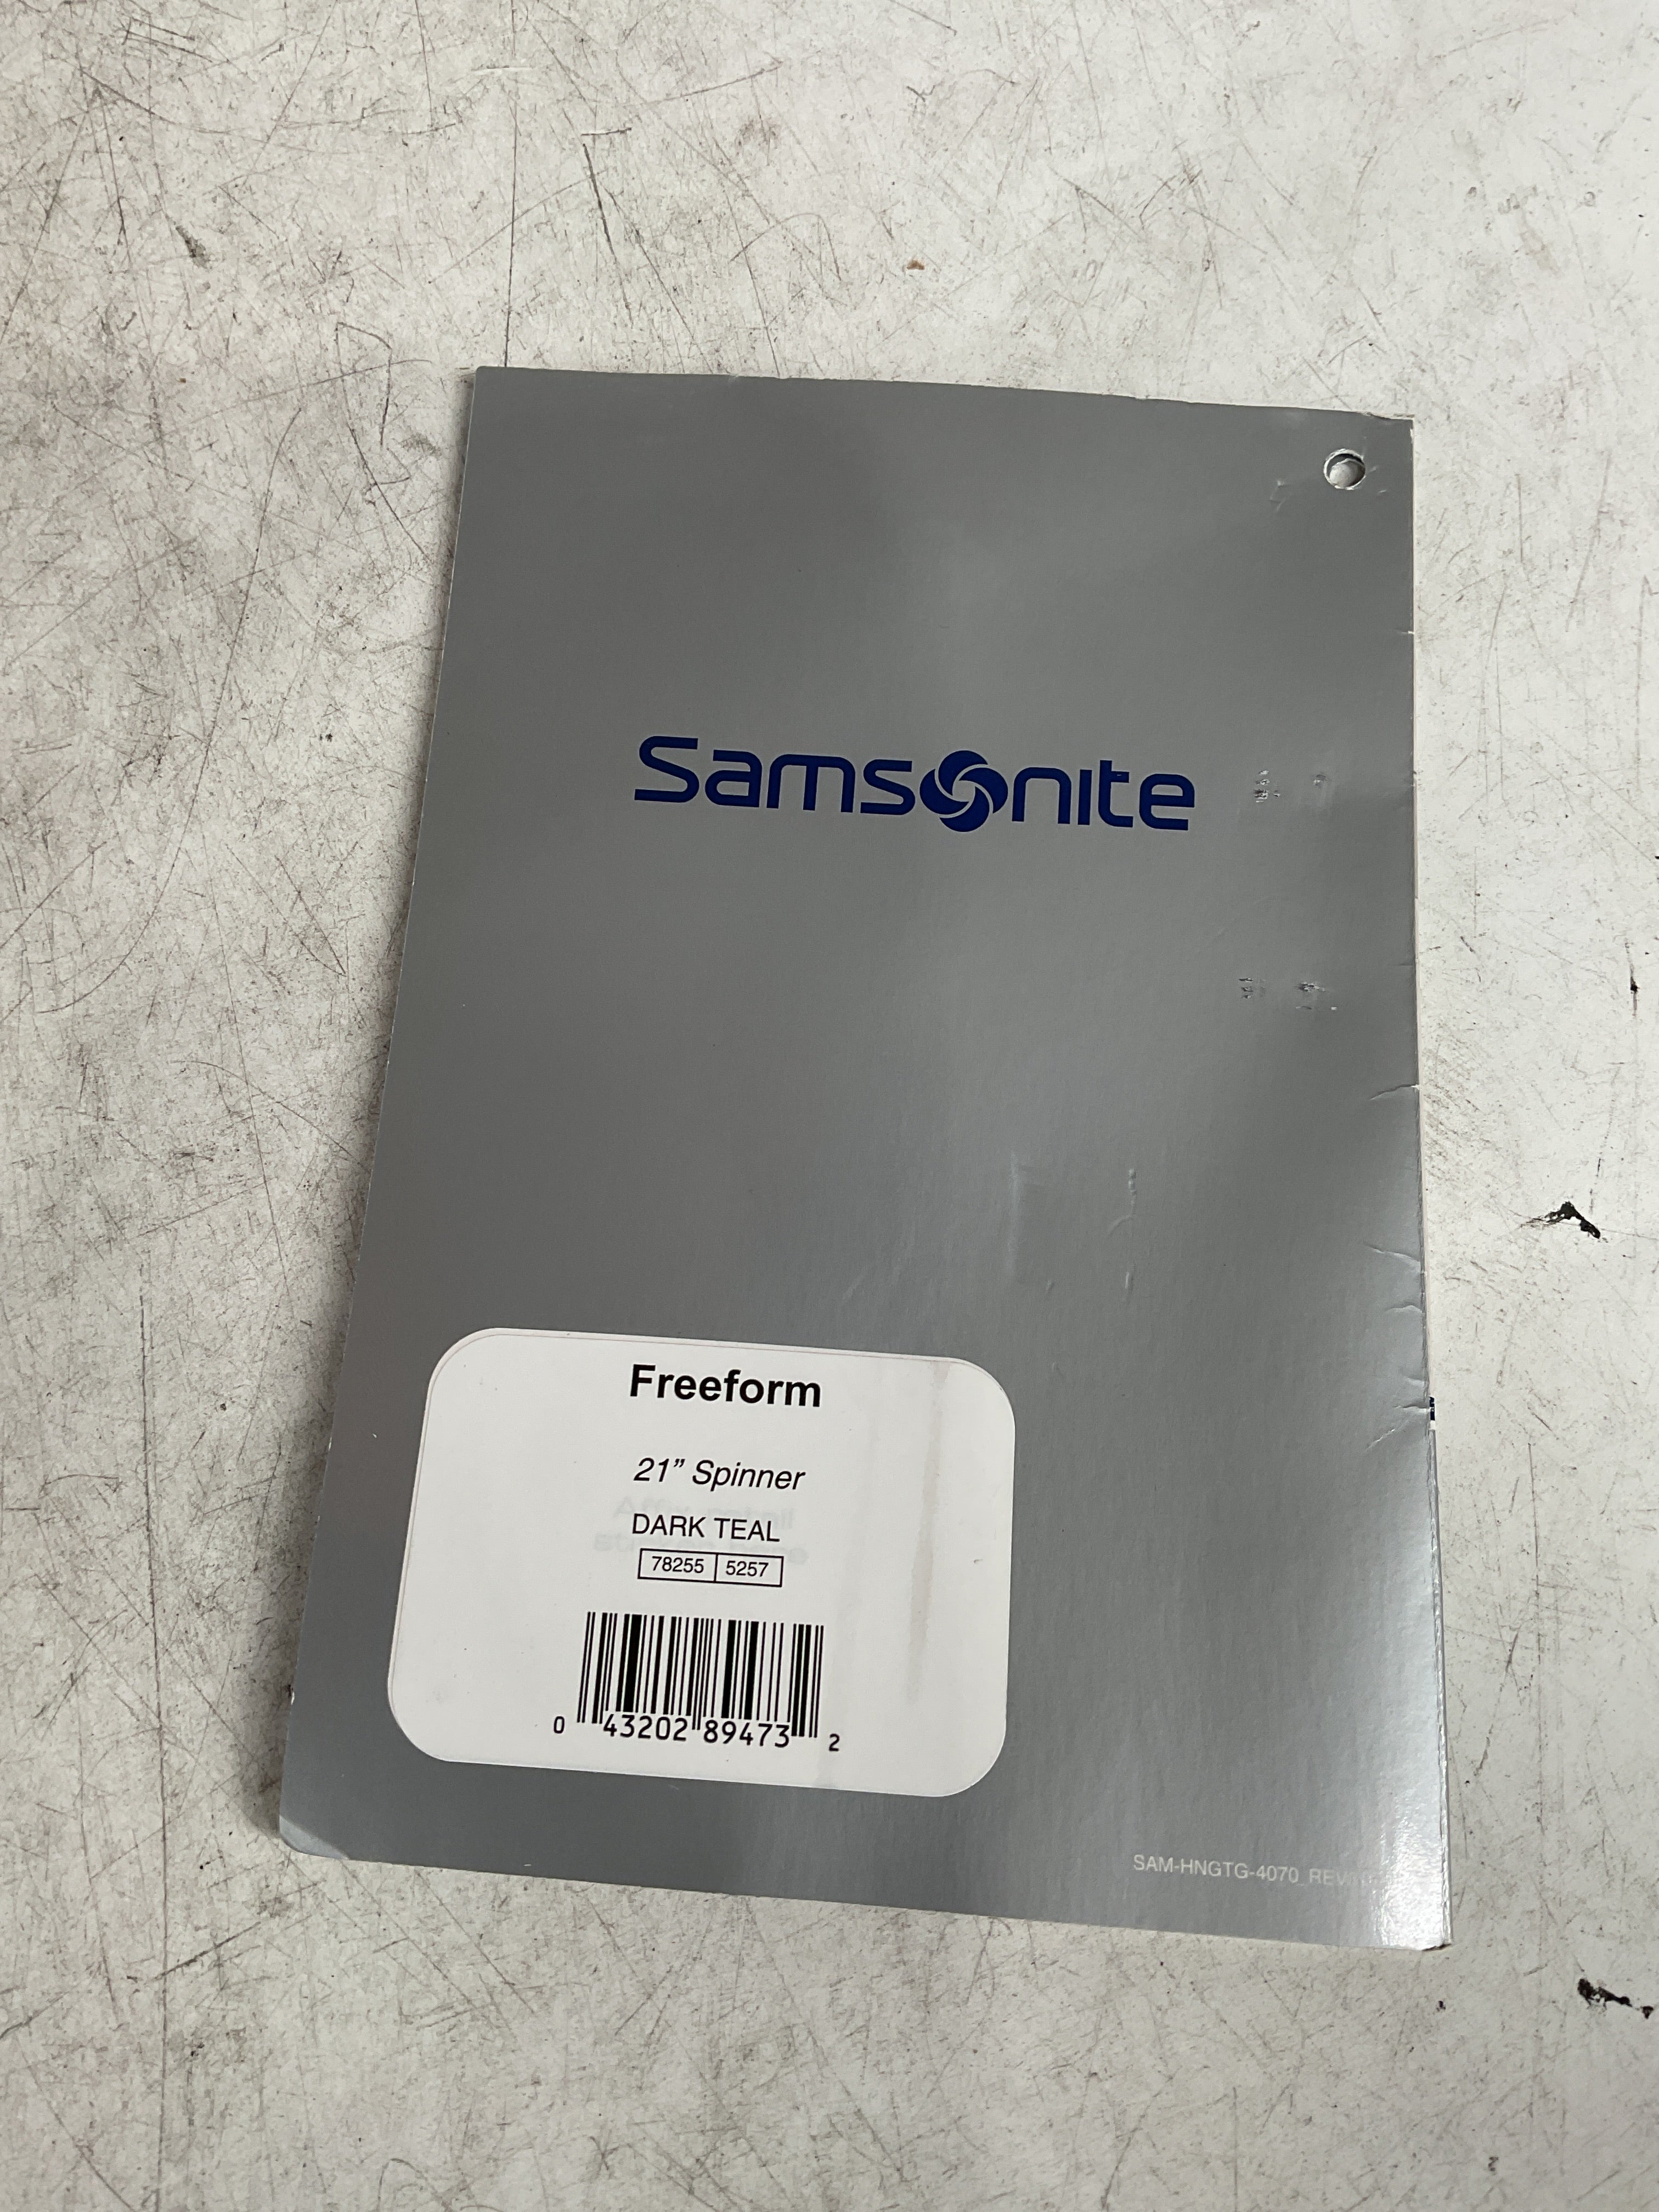 Samsonite
Freeform
21” Spinner
DARK TEAL
78255 5257
0 43202 89473 2
SAM-HNGTG-4070